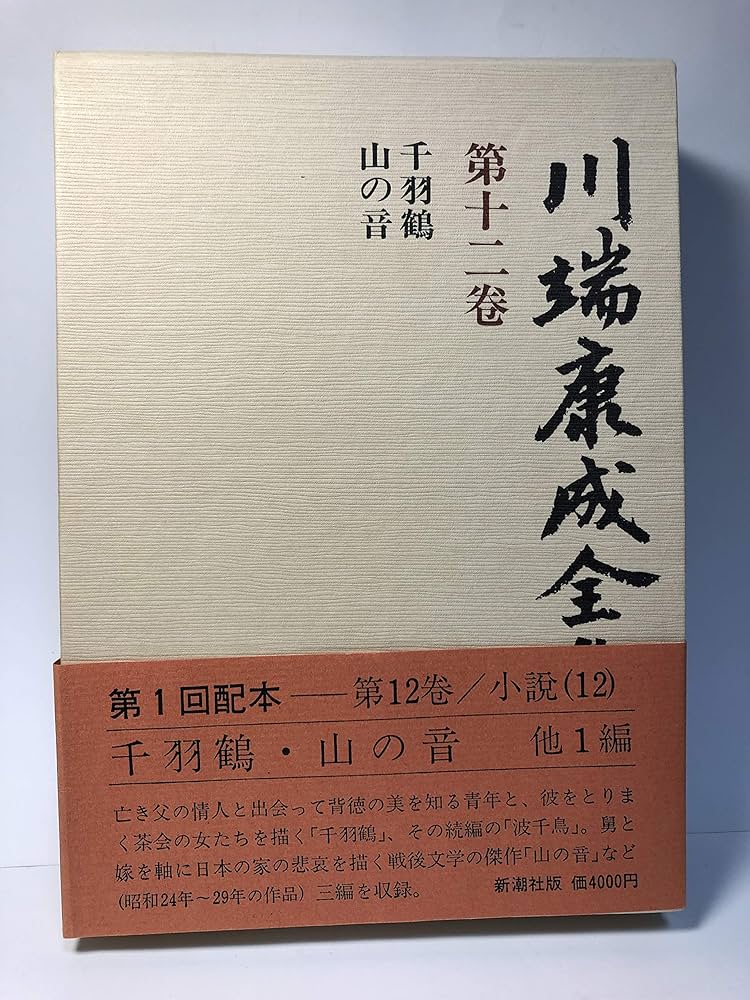 川端康成全
第十二巻
千羽鶴
山の音
第1回配本──第12巻／小説(12)
千羽鶴・山の音　他1編
亡き父の情人と出会って背徳の美を知る青年と、彼をとりま
く茶会の女たちを描く「千羽鶴」、その続編の「波千鳥」。舅と
嫁を軸に日本の家の悲哀を描く戦後文学の傑作「山の音」など
(昭和24年〜29年の作品) 三編を収録。
新潮社版 価4000円